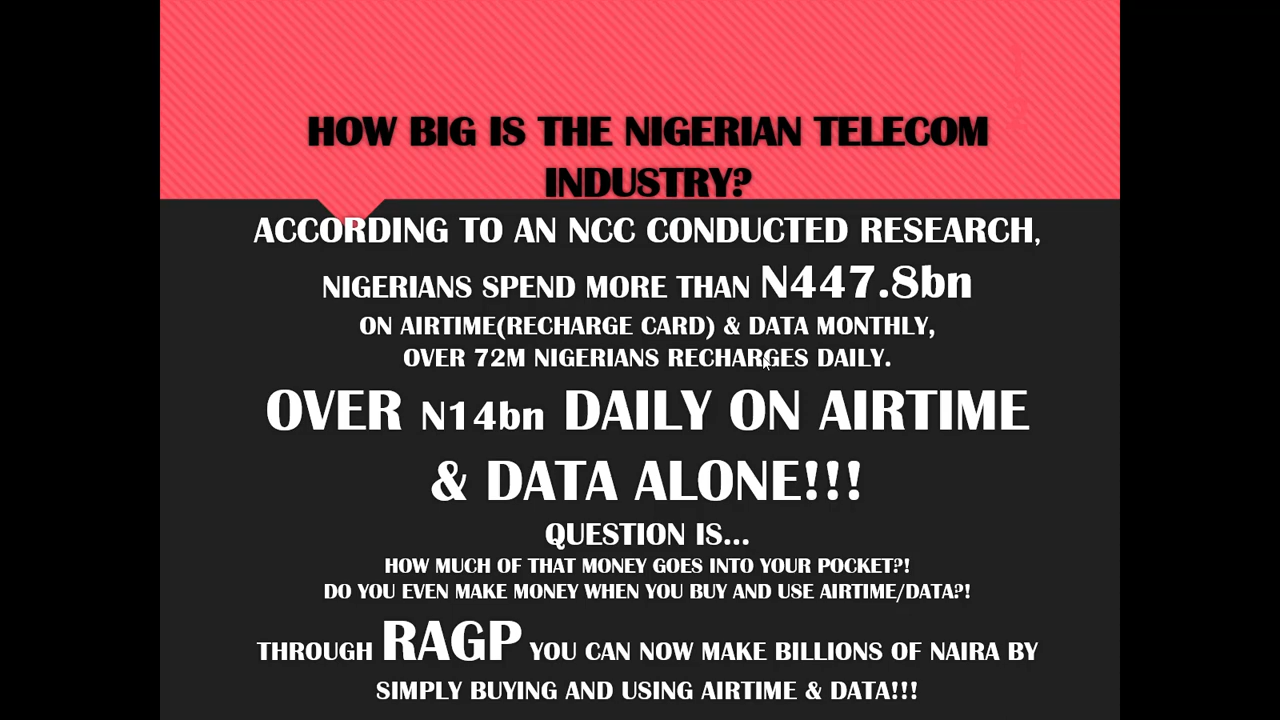 HOW BIG IS THE NIGERIAN TELECOM
INDUSTRY?
ACCORDING TO AN NCC CONDUCTED RESEARCH,
NIGERIANS SPEND MORE THAN N447.8bn
ON AIRTIME(RECHARGE CARD) & DATA MONTHLY,
OVER 72M NIGERIANS RECHARGES DAILY.
OVER N14bn DAILY ON AIRTIME
& DATA ALONE!!!
QUESTION IS...
HOW MUCH OF THAT MONEY GOES INTO YOUR POCKET?!
DO YOU EVEN MAKE MONEY WHEN YOU BUY AND USE AIRTIME/DATA?!
THROUGH RAGP YOU CAN NOW MAKE BILLIONS OF NAIRA BY
SIMPLY BUYING AND USING AIRTIME & DATA!!!